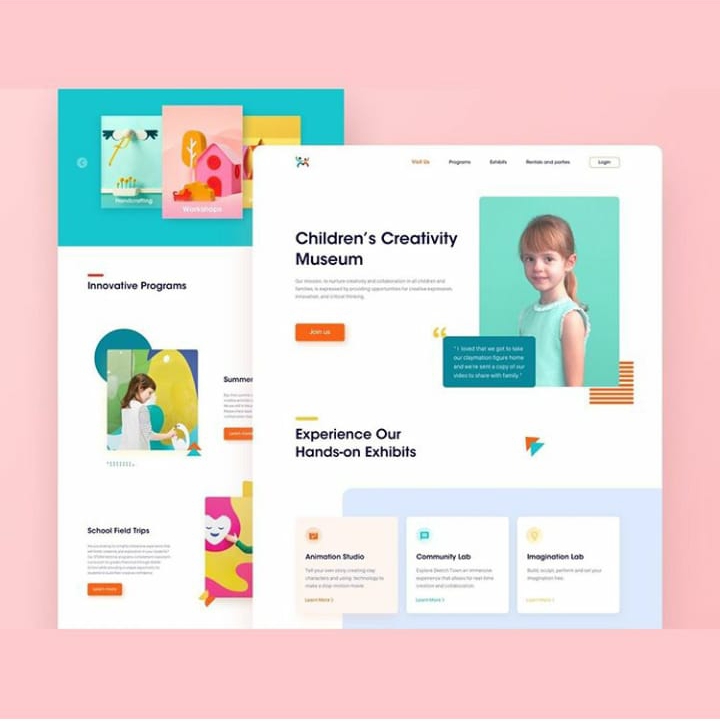 Handcrafting
Workshops
Innovative Programs
Summer
Learn more
School Field Trips
Learn more
Visit Us
Programs
Exhibits
Rentals and parties
Login
Children's Creativity
Museum
Our mission, to nurture creativity and collaboration in all children and
families, is expressed by providing opportunities for creative expression,
innovation, and critical thinking.
Join us
“
" I loved that we got to take
our claymation figure home
and we're sent a copy of our
video to share with family. "
Experience Our
Hands-on Exhibits
Animation Studio
Tell your own story, creating clay
characters and using technology to
make a stop-motion movie.
Learn More >
Community Lab
Explore Sketch Town an immersive
experience that allows for real-time
creation and collaboration.
Learn More >
Imagination Lab
Build, sculpt, perform and set your
imagination free.
Learn More >